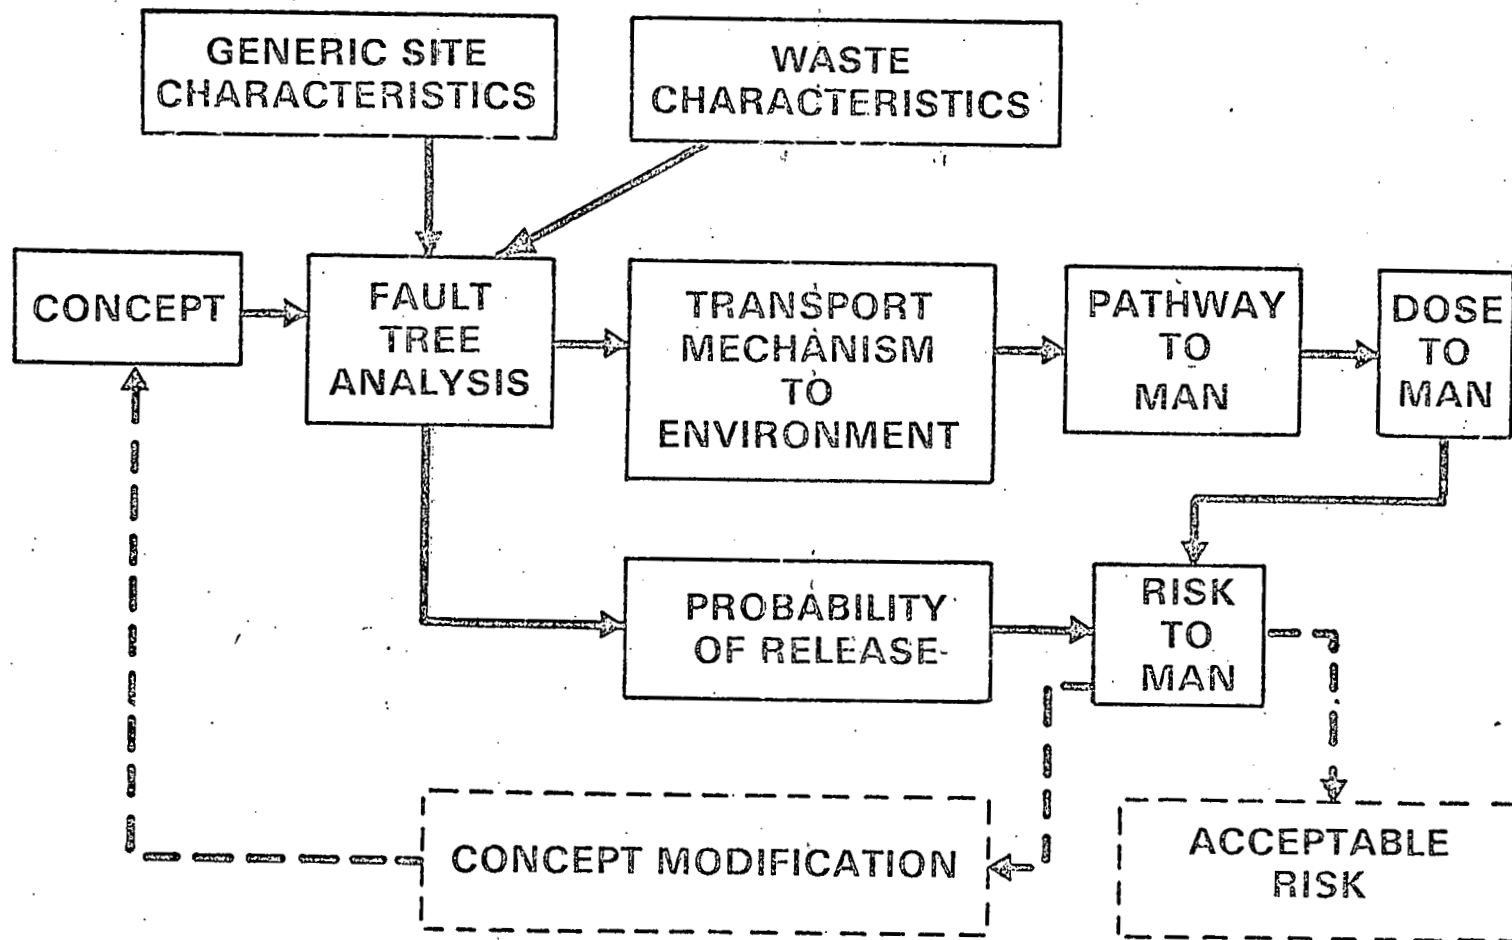 GENERIC SITE
CHARACTERISTICS
WASTE
CHARACTERISTICS
CONCEPT
FAULT
TREE
ANALYSIS
TRANSPORT
MECHANISM
TO
ENVIRONMENT
PATHWAY
TO
MAN
DOSE
TO
MAN
PROBABILITY
OF RELEASE
RISK
TO
MAN
CONCEPT MODIFICATION
ACCEPTABLE
RISK